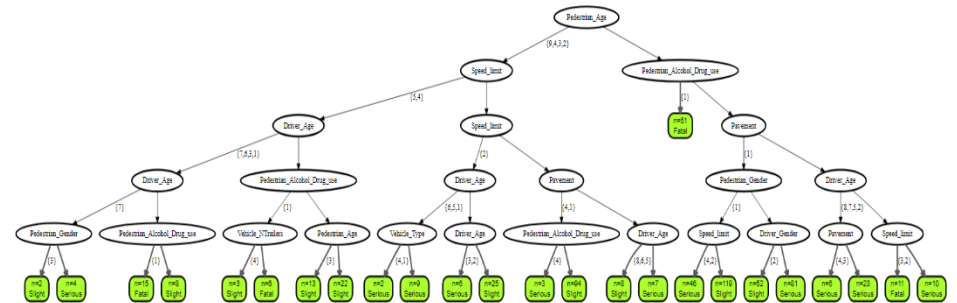 Pedestrian_Age
{9,4,3,2}
Speed_limit
Pedestrian_Alcohol_Drug_use
{5,4}
{1}
Driver_Age
Speed_limit
n=61
Fatal
Pavement
{7,6,3,1}
{2}
{1}
Driver_Age
Pedestrian_Alcohol_Drug_use
Driver_Age
Pavement
Pedestrian_Gender
Driver_Age
{7}
{1}
{6,5,1}
{4,1}
{1}
{8,7,5,2}
Pedestrian_Gender
Pedestrian_Alcohol_Drug_use
Vehicle_NTrailers
Pedestrian_Age
Vehicle_Type
Driver_Age
Pedestrian_Alcohol_Drug_use
Driver_Age
Speed_limit
Driver_Gender
Pavement
Speed_limit
{3}
{1}
{4}
{3}
{4,1}
{3,2}
{4}
{8,6,5}
{4,2}
{2}
{4,3}
{3,2}
n=2
Slight
n=4
Serious
n=15
Fatal
n=8
Slight
n=3
Slight
n=6
Fatal
n=13
Slight
n=22
Serious
n=2
Serious
n=9
Serious
Serious
n=25
Slight
n=3
Serious
n=94
Slight
n=8
Slight
n=7
Serious
n=46
Serious
n=119
Slight
n=52
Slight
n=81
Serious
Serious
n=23
Serious
n=11
Fatal
n=10
Serious